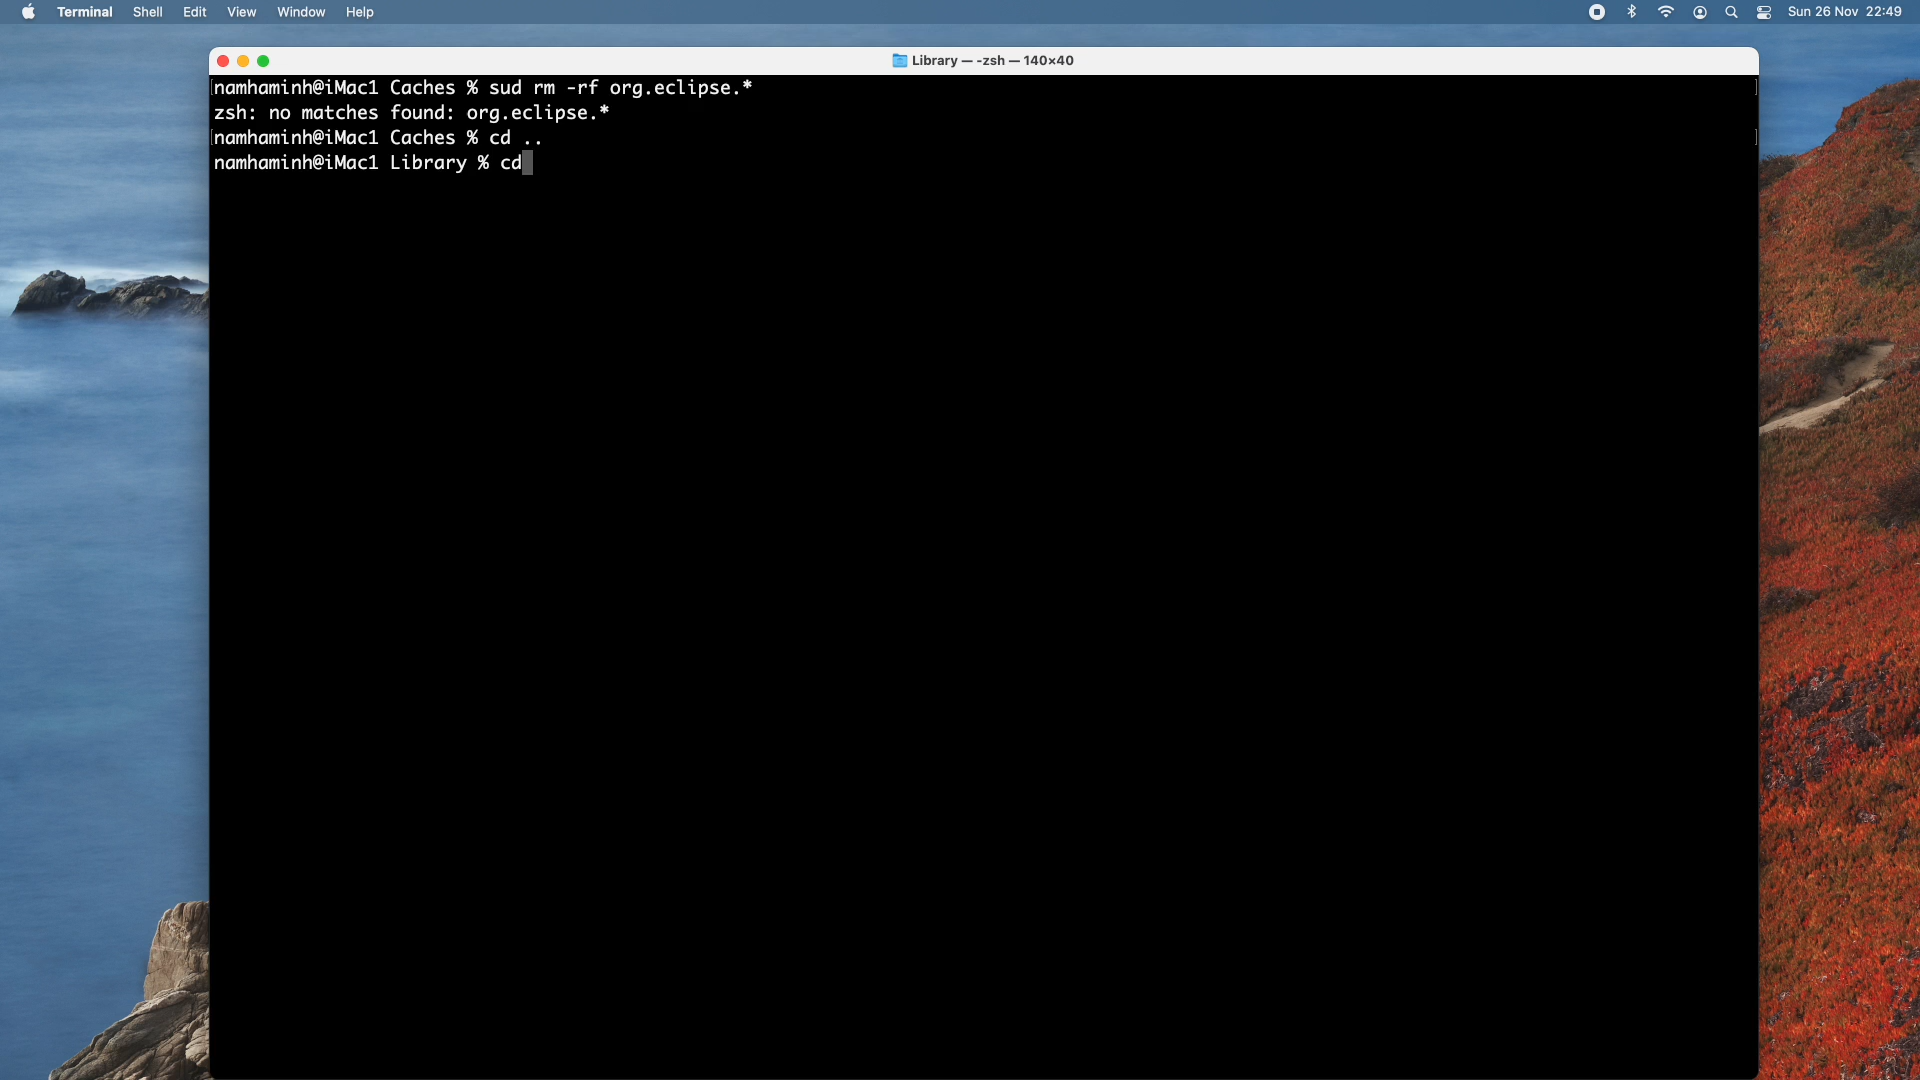 Terminal Shell Edit View Window Help Sun 26 Nov 22:49
Library — -zsh — 140×40
[namhaminh@iMac1 Caches % sud rm -rf org.eclipse.* ]
zsh: no matches found: org.eclipse.*
[namhaminh@iMac1 Caches % cd .. ]
namhaminh@iMac1 Library % cd